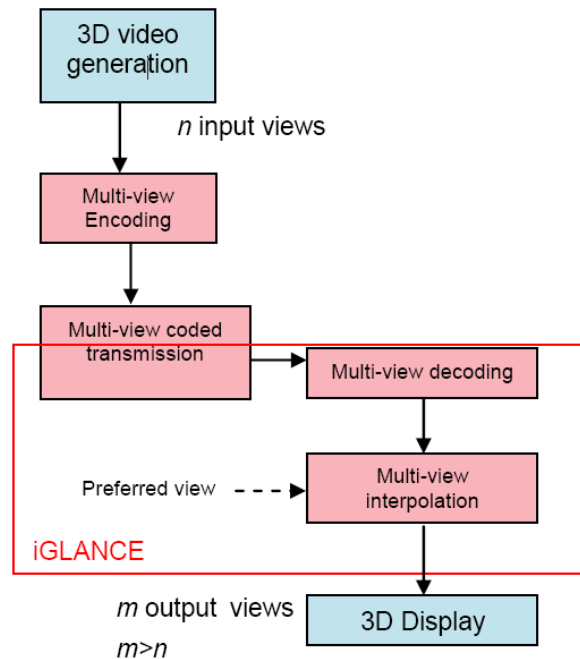 3D video
generation
n input views
Multi-view
Encoding
Multi-view coded
transmission
Multi-view decoding
Preferred view
Multi-view
interpolation
iGLANCE
m output views
m>n
3D Display